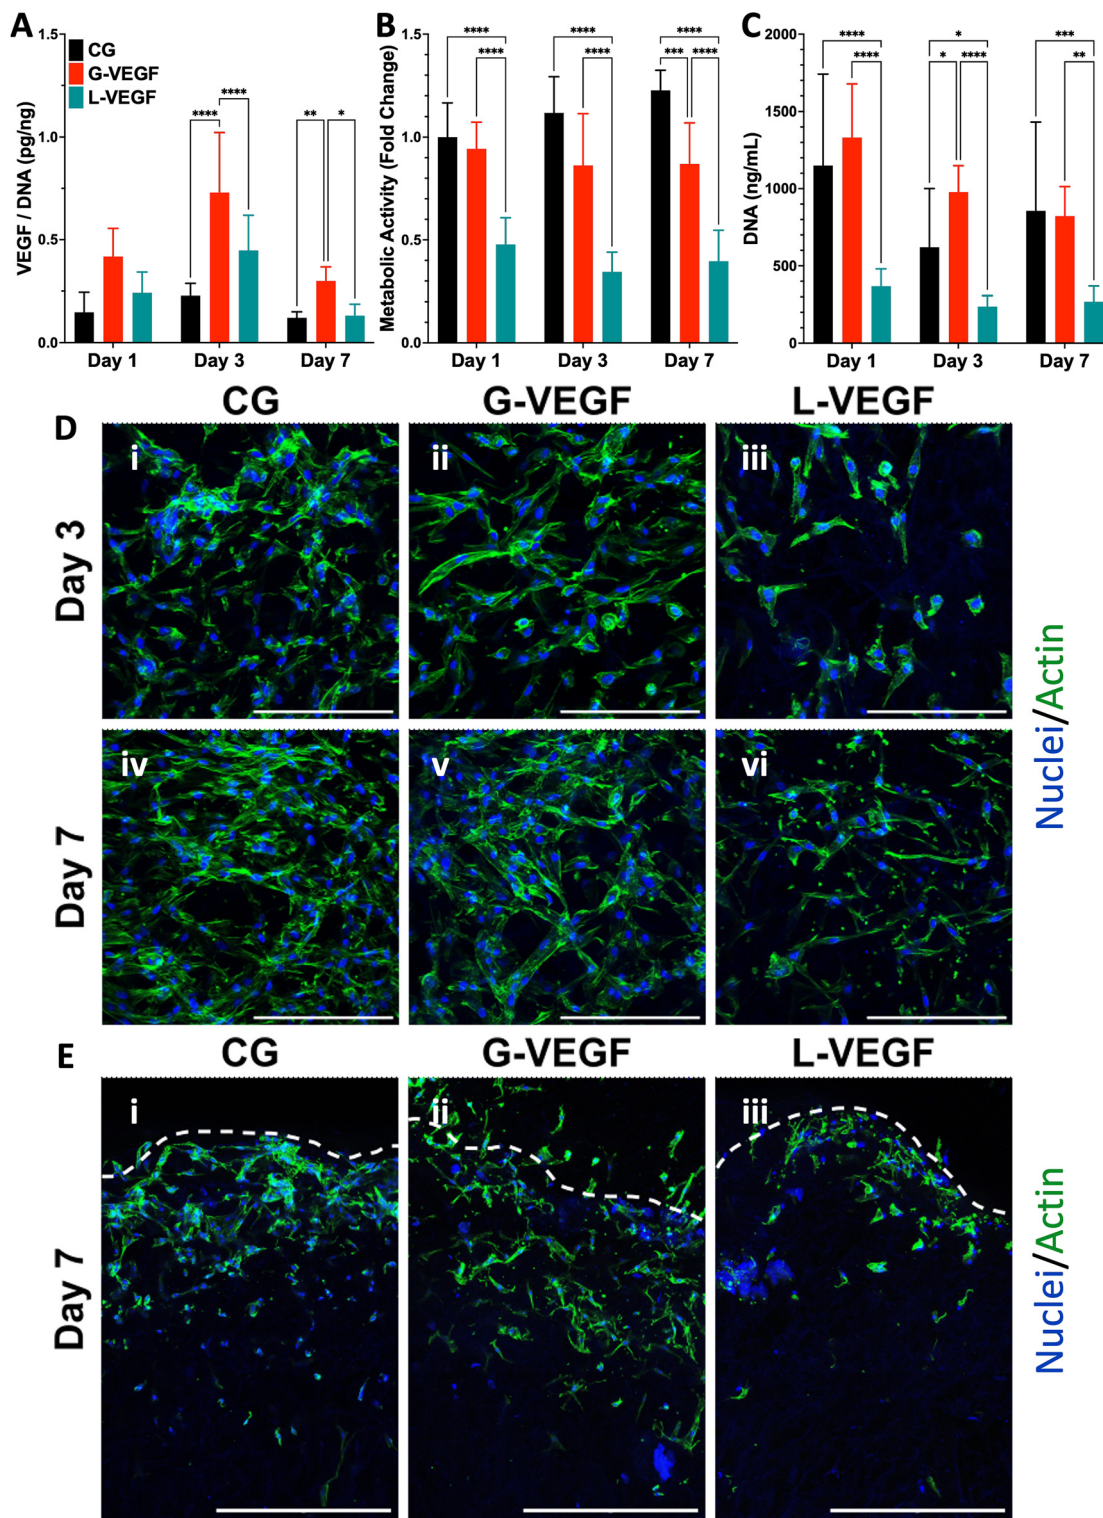 A
1.5
1.0
0.5
0.0
VEGF / DNA (pg/ng)
CG
G-VEGF
L-VEGF
****
****
**
*
Day 1
Day 3
Day 7
B
1.5
1.0
0.5
0.0
Metabolic Activity (Fold Change)
****
****
****
****
****
***
****
Day 1
Day 3
Day 7
C
2000
1500
1000
500
0
DNA (ng/mL)
****
****
*
*
****
***
**
Day 1
Day 3
Day 7
D
CG
G-VEGF
L-VEGF
Day 3
i
ii
iii
Day 7
iv
v
vi
Nuclei/Actin
E
CG
G-VEGF
L-VEGF
Day 7
i
ii
iii
Nuclei/Actin